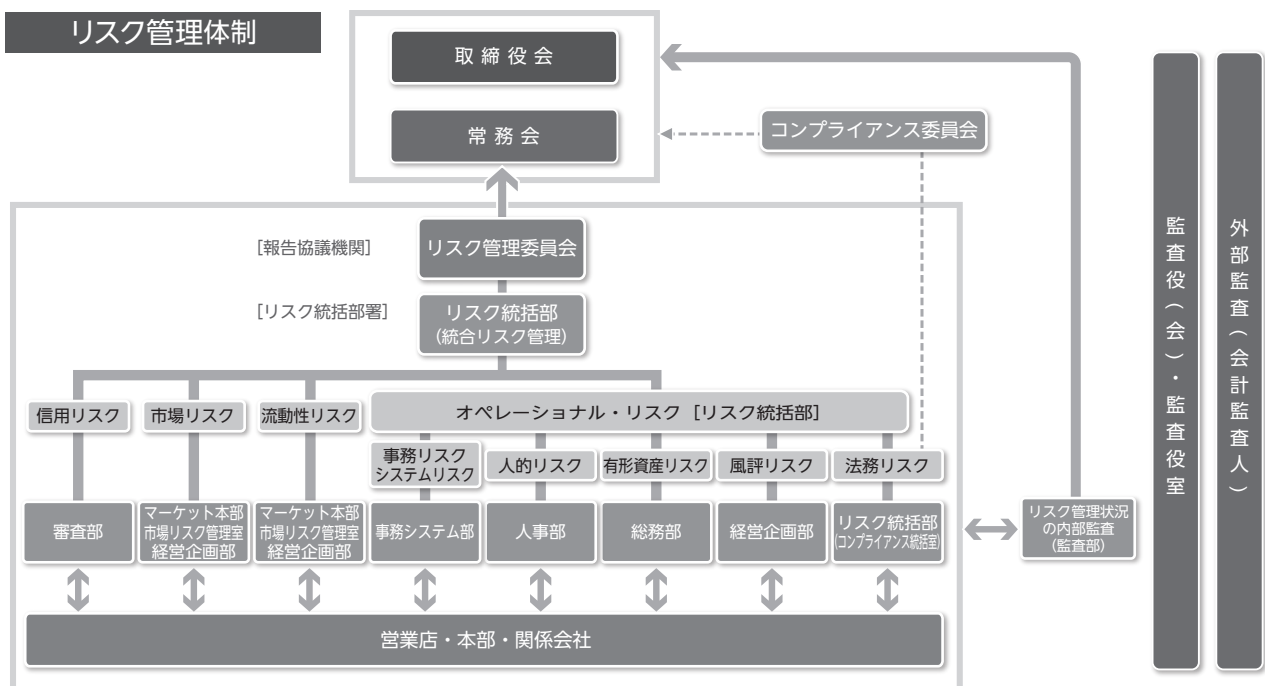 リスク管理体制
取締役会
常務会
コンプライアンス委員会
[報告協議機関]
リスク管理委員会
[リスク統括部署]
リスク統括部
(統合リスク管理)
信用リスク
市場リスク
流動性リスク
オペレーショナル・リスク [リスク統括部]
事務リスク
システムリスク
人的リスク
有形資産リスク
風評リスク
法務リスク
審査部
マーケット本部
市場リスク管理室
経営企画部
マーケット本部
市場リスク管理室
経営企画部
事務システム部
人事部
総務部
経営企画部
リスク統括部
(コンプライアンス統括室)
リスク管理状況
の内部監査
(監査部)
営業店・本部・関係会社
監査役(会)・監査役室
外部監査(会計監査人)